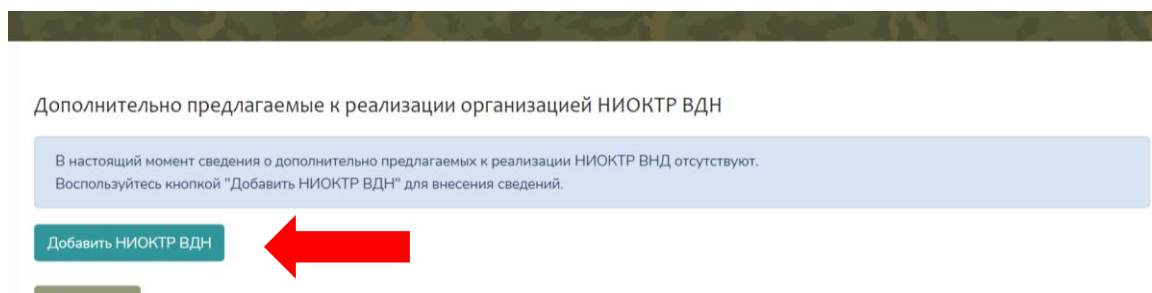 Дополнительно предлагаемые к реализации организацией НИОКТР ВДН
В настоящий момент сведения о дополнительно предлагаемых к реализации НИОКТР ВНД отсутствуют.
Воспользуйтесь кнопкой "Добавить НИОКТР ВДН" для внесения сведений.
Добавить НИОКТР ВДН